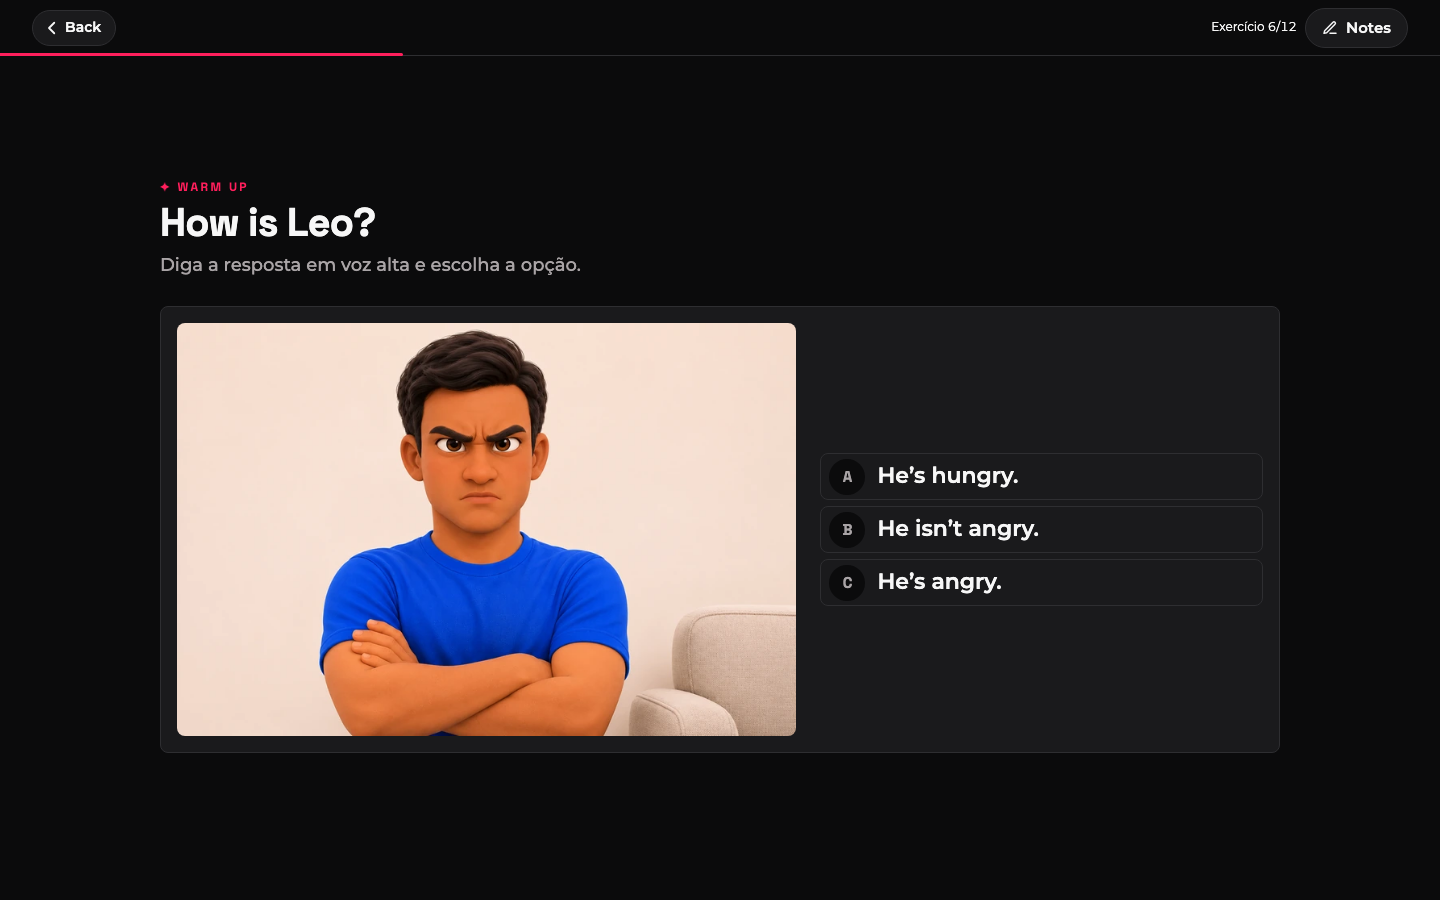 Back
Exercício 6/12
Notes
✦ WARM UP
How is Leo?
Diga a resposta em voz alta e escolha a opção.
A He’s hungry.
B He isn’t angry.
C He’s angry.